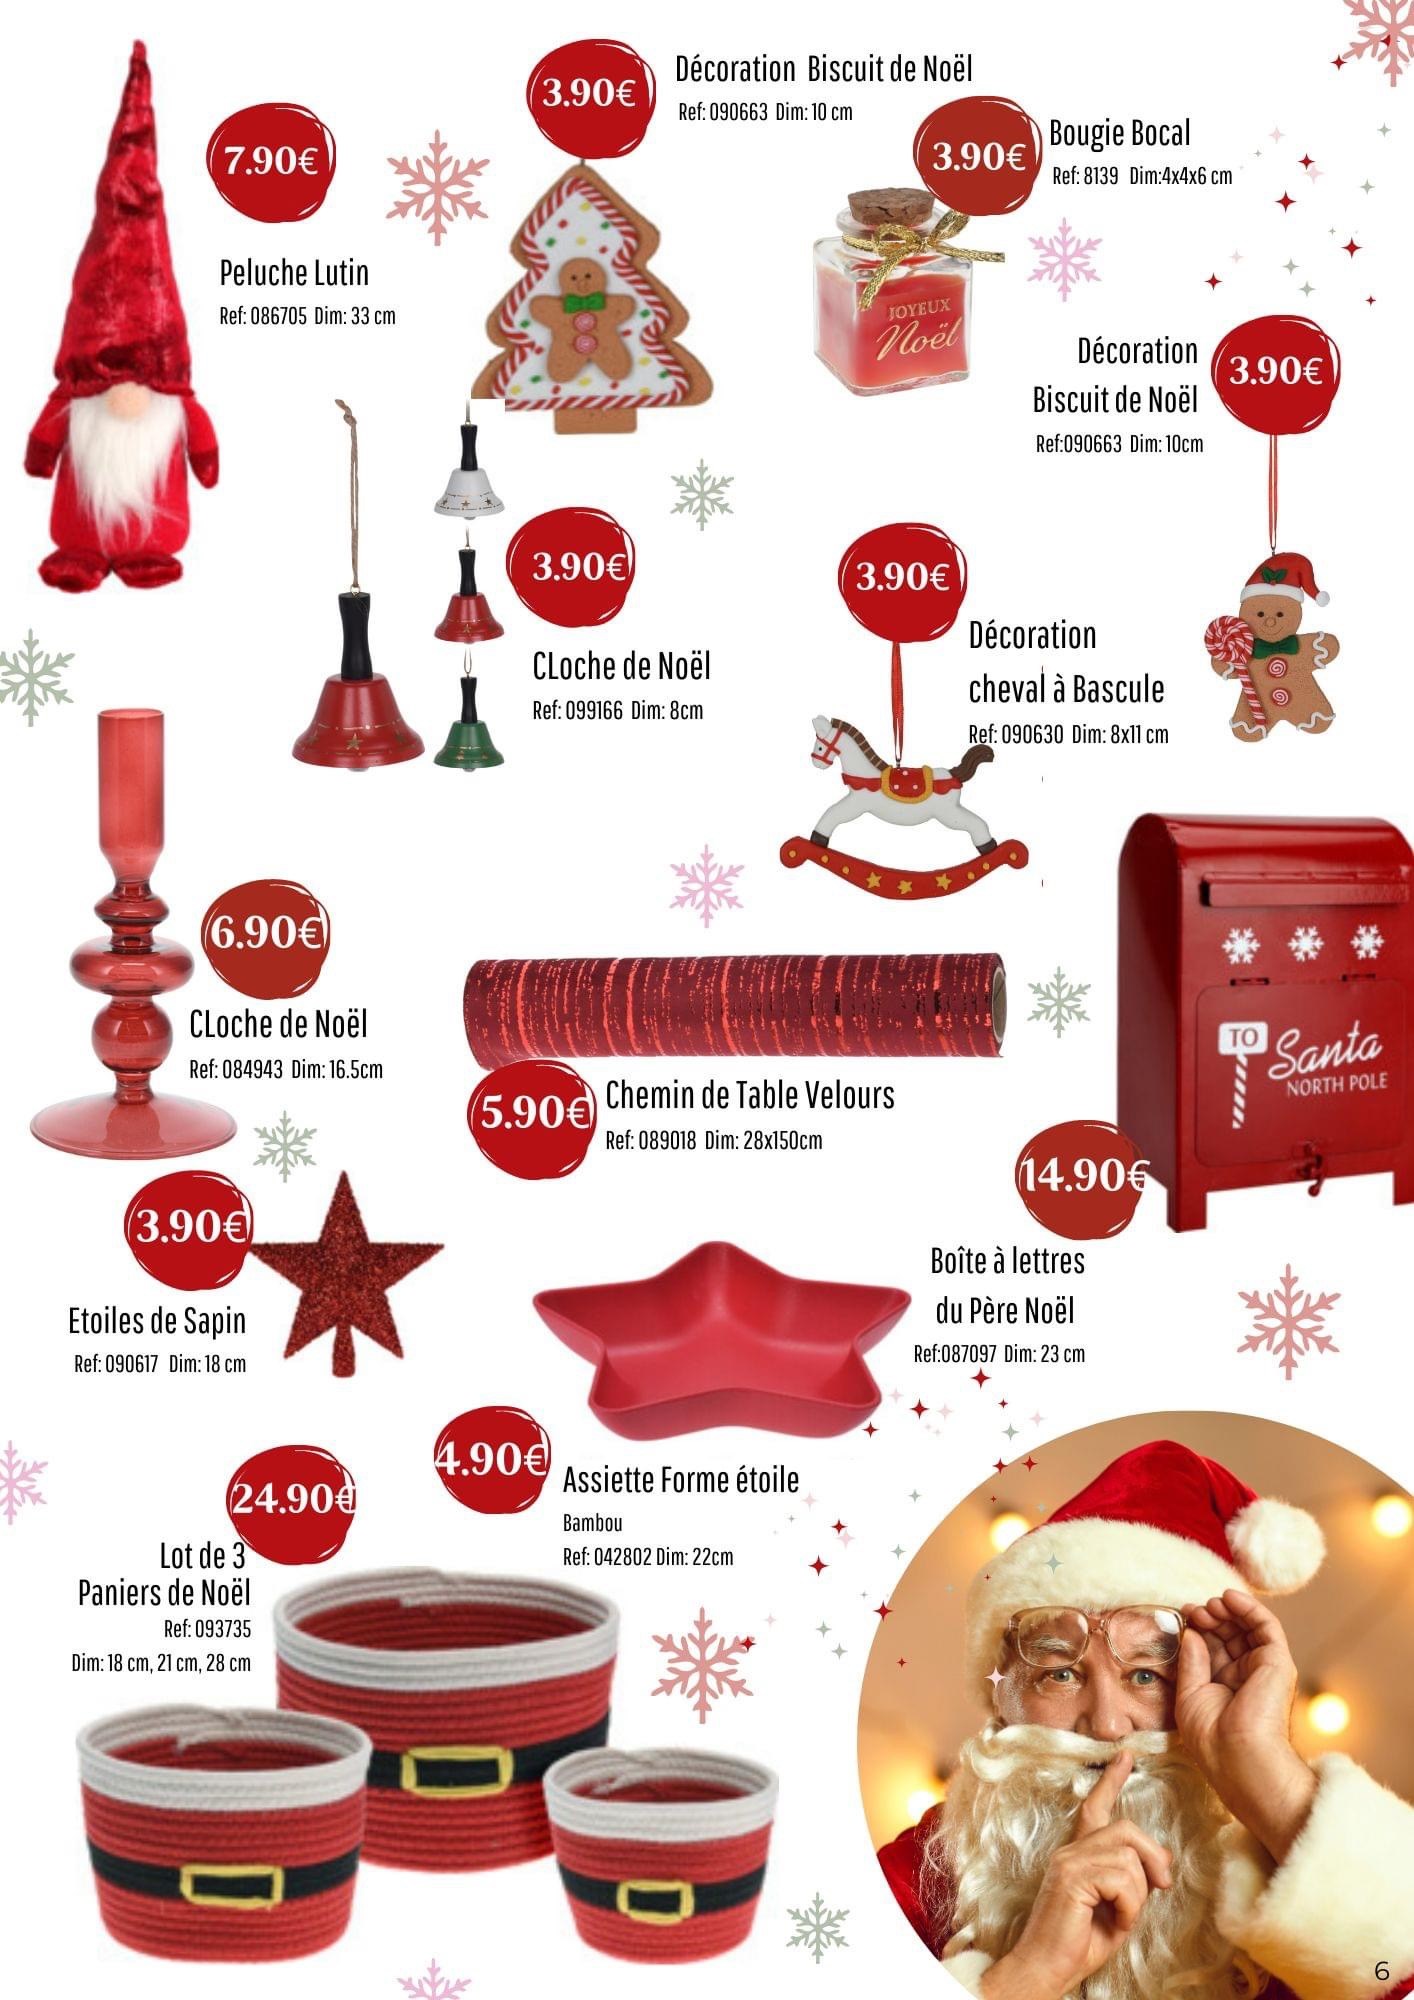 7.90€
Peluche Lutin
Ref: 086705 Dim: 33 cm
3.90€
Décoration Biscuit de Noël
Ref: 090663 Dim: 10 cm
3.90€
Bougie Bocal
Ref: 8139 Dim:4x4x6 cm
JOYEUX
Noël
Décoration
Biscuit de Noël
Ref:090663 Dim: 10cm
3.90€
3.90€
CLoche de Noël
Ref: 099166 Dim: 8cm
3.90€
Décoration
cheval à Bascule
Ref: 090630 Dim: 8x11 cm
6.90€
CLoche de Noël
Ref: 084943 Dim: 16.5cm
5.90€
Chemin de Table Velours
Ref: 089018 Dim: 28x150cm
TO
Santa
NORTH POLE
14.90€
Boîte à lettres
du Père Noël
Ref:087097 Dim: 23 cm
3.90€
Etoiles de Sapin
Ref: 090617 Dim: 18 cm
4.90€
Assiette Forme étoile
Bambou
Ref: 042802 Dim: 22cm
24.90€
Lot de 3
Paniers de Noël
Ref: 093735
Dim: 18 cm, 21 cm, 28 cm
6